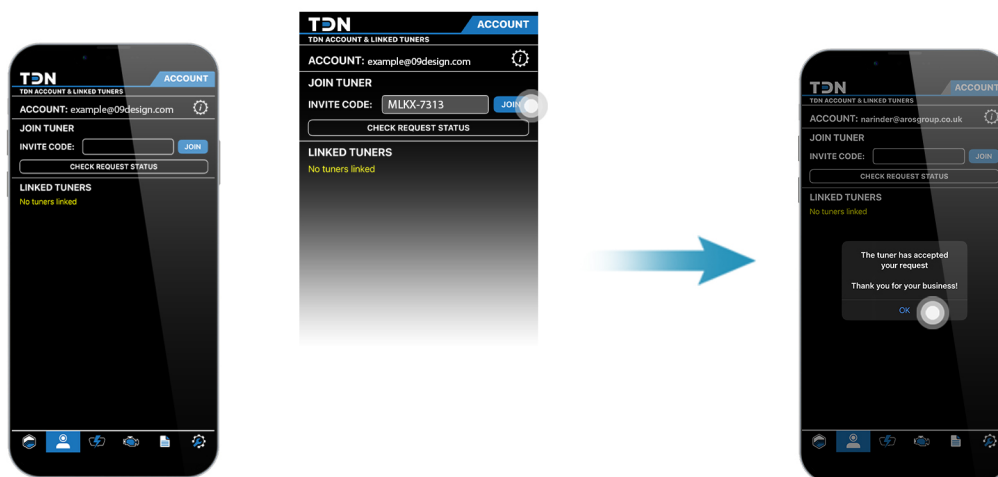 TDN
ACCOUNT
TDN ACCOUNT & LINKED TUNERS
ACCOUNT: example@09design.com
JOIN TUNER
INVITE CODE:
JOIN
CHECK REQUEST STATUS
LINKED TUNERS
No tuners linked
TDN
ACCOUNT
TDN ACCOUNT & LINKED TUNERS
ACCOUNT: example@09design.com
JOIN TUNER
INVITE CODE: MLKX-7313
JOIN
CHECK REQUEST STATUS
LINKED TUNERS
No tuners linked
TDN
ACCOUNT
TDN ACCOUNT & LINKED TUNERS
ACCOUNT: narinder@arosgroup.co.uk
JOIN TUNER
INVITE CODE:
JOIN
CHECK REQUEST STATUS
LINKED TUNERS
No tuners linked
The tuner has accepted
your request
Thank you for your business!
OK